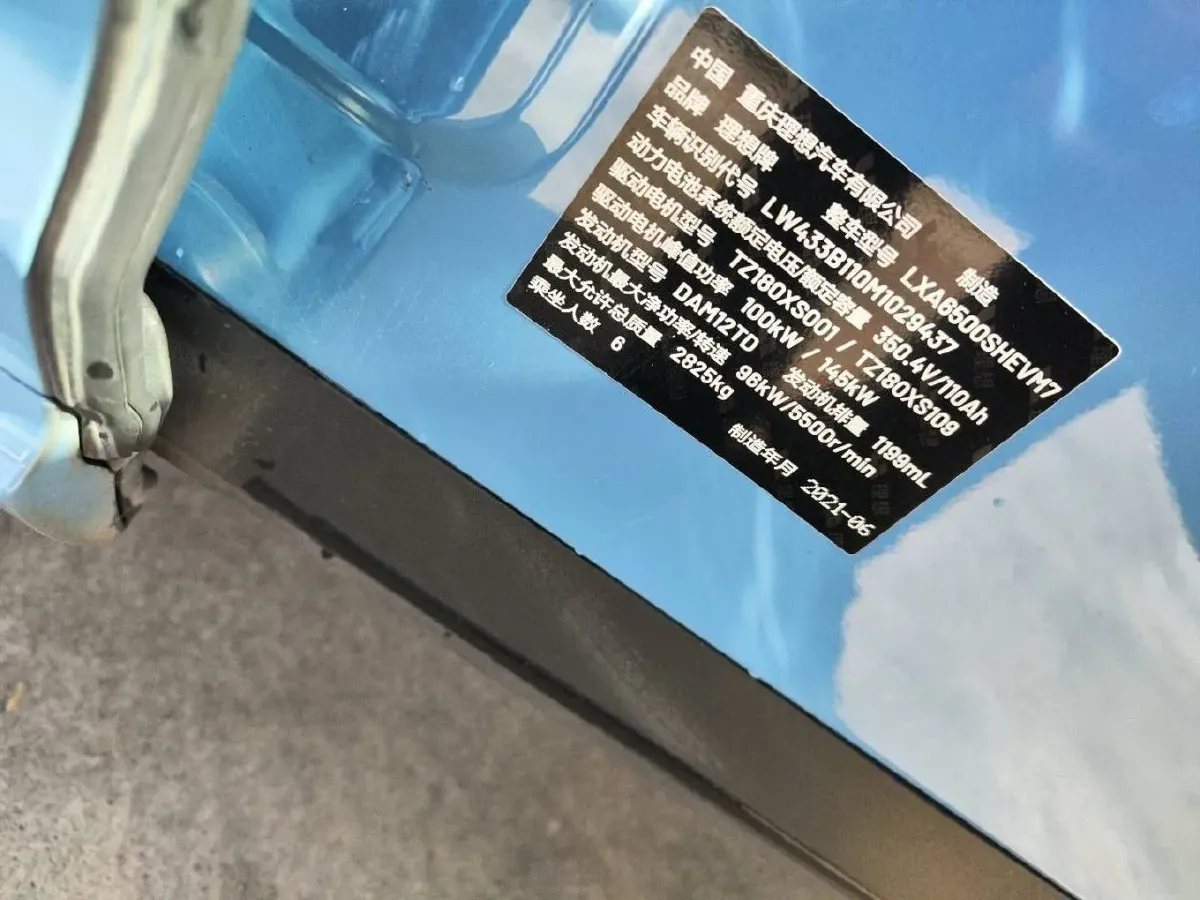 中国 重庆理想汽车有限公司 制造
品牌 理想牌 整车型号 LXA6500SHEVM7
车辆识别代号 LW433B110M1029437
动力电池系统额定电压/额定容量 350.4V/110Ah
驱动电机型号 TZ180XS001 / TZ180XS109
驱动电机峰值功率 100kW / 145kW
发动机型号 DAM12TD 发动机排量 1199mL
发动机最大净功率/转速 96kW/5500r/min
最大允许总质量 2825kg
乘坐人数 6 制造年月 2021-06